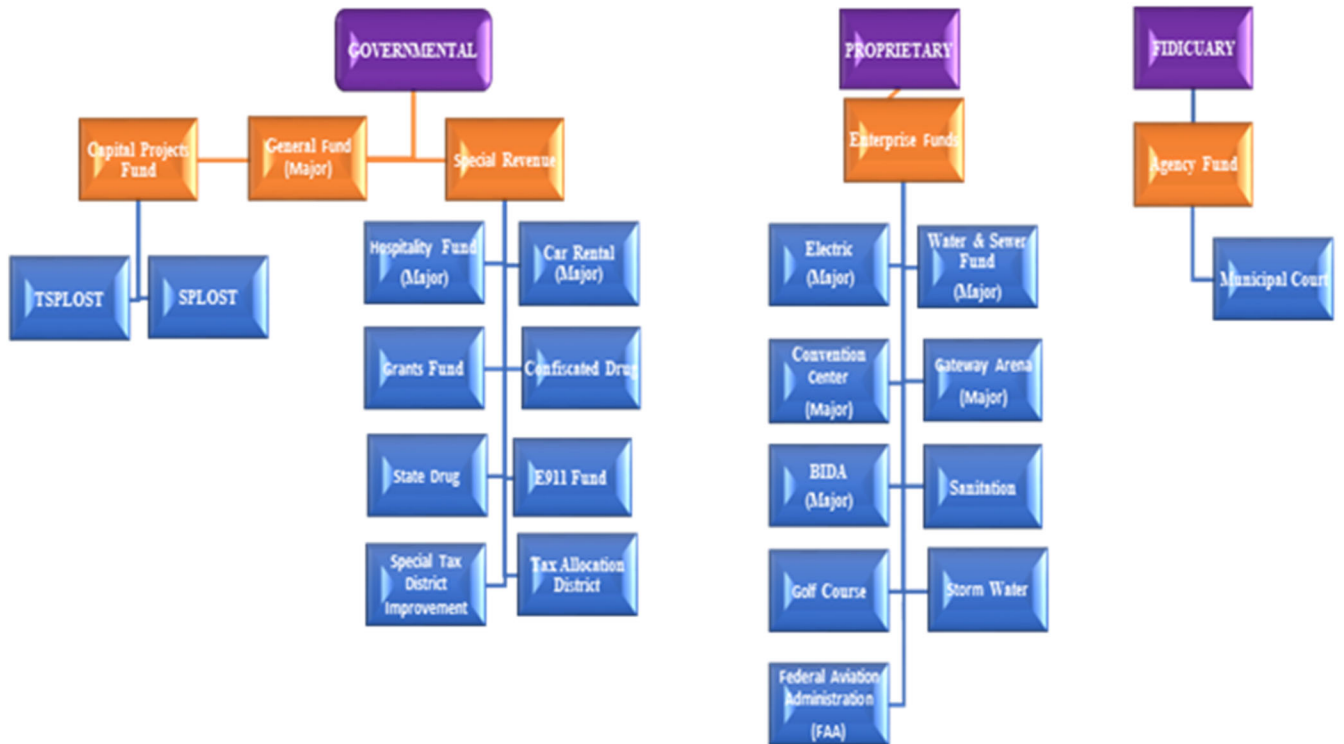 GOVERNMENTAL
PROPRIETARY
FIDICUARY
Capital Projects
Fund
General Fund
(Major)
Special Revenue
Enterprise Funds
Agency Fund
TSPLOST
SPLOST
Hospitality Fund
(Major)
Car Rental
(Major)
Grants Fund
Confiscated Drug
State Drug
E911 Fund
Special Tax
District
Improvement
Tax Allocation
District
Electric
(Major)
Water & Sewer
Fund
(Major)
Convention
Center
(Major)
Gateway Arena
(Major)
BIDA
(Major)
Sanitation
Golf Course
Storm Water
Federal Aviation
Administration
(FAA)
Municipal Court